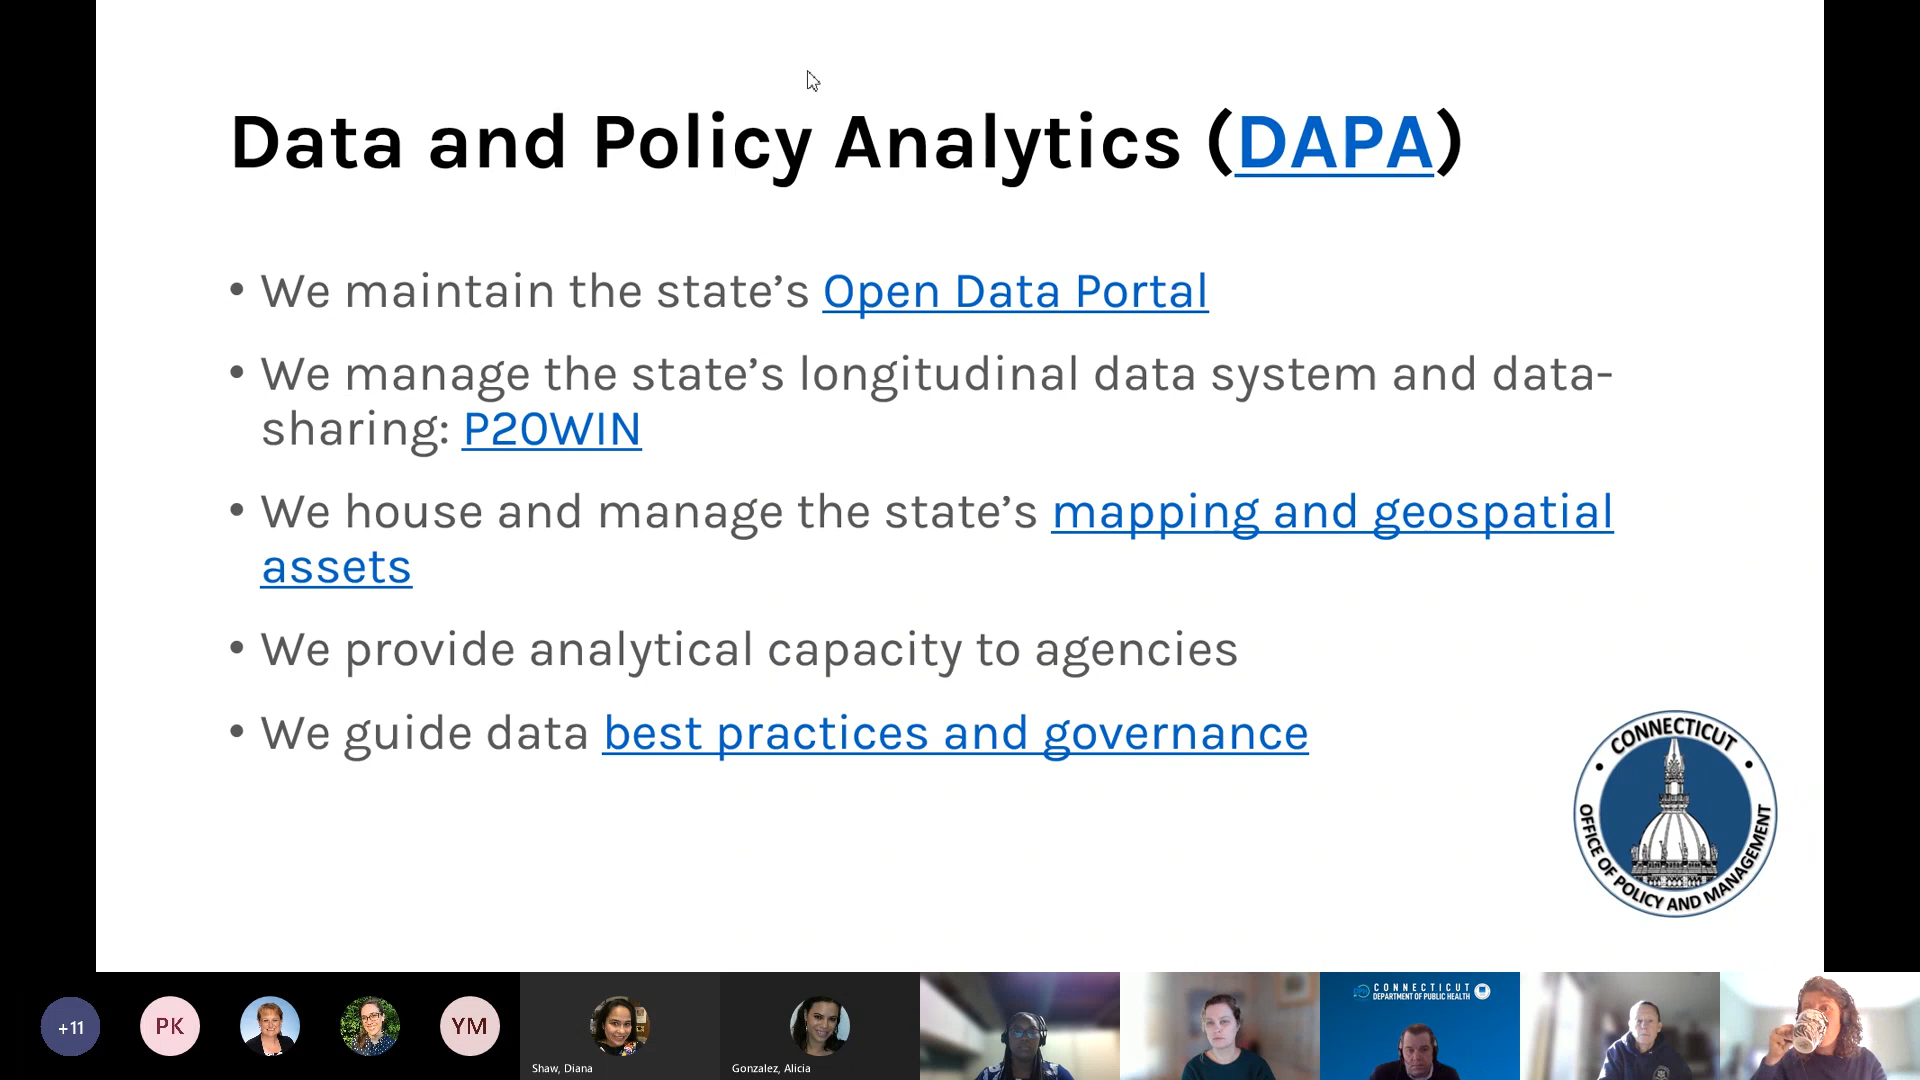 Data and Policy Analytics (DAPA)
• We maintain the state’s Open Data Portal
• We manage the state’s longitudinal data system and data-
sharing: P20WIN
• We house and manage the state’s mapping and geospatial
assets
• We provide analytical capacity to agencies
• We guide data best practices and governance
CONNECTICUT
OFFICE OF POLICY AND MANAGEMENT
+11
PK
YM
Shaw, Diana
Gonzalez, Alicia
CONNECTICUT
DEPARTMENT OF PUBLIC HEALTH